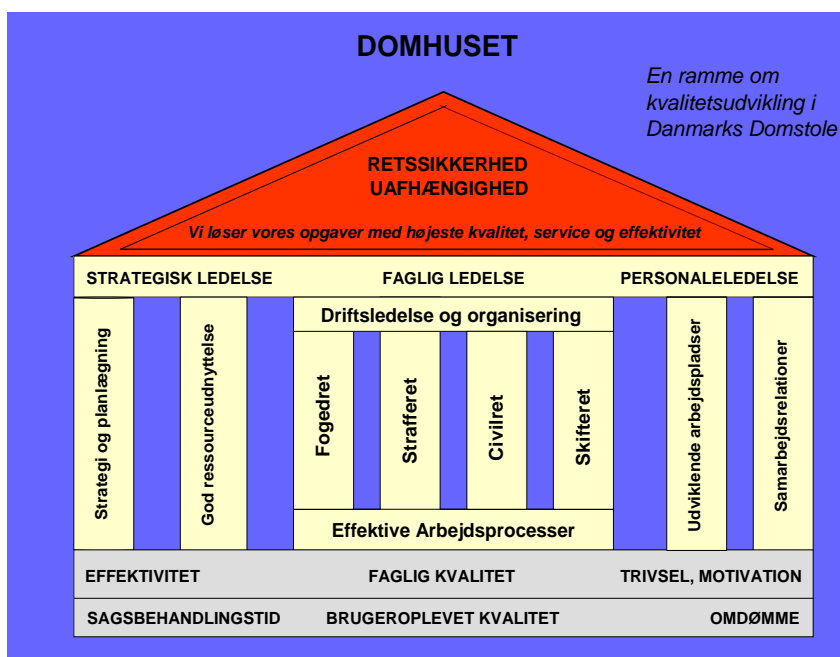 DOMHUSET
En ramme om
kvalitetsudvikling i
Danmarks Domstole
RETSSIKKERHED
UAFHÆNGIGHED
Vi løser vores opgaver med højeste kvalitet, service og effektivitet
STRATEGISK LEDELSE FAGLIG LEDELSE PERSONALELEDELSE
Driftsledelse og organisering
Strategi og planlægning
God ressourceudnyttelse
Fogedret
Strafferet
Civilret
Skifteret
Udviklende arbejdspladser
Samarbejdsrelationer
Effektive Arbejdsprocesser
EFFEKTIVITET FAGLIG KVALITET TRIVSEL, MOTIVATION
SAGSBEHANDLINGSTID BRUGEROPLEVET KVALITET OMDØMME